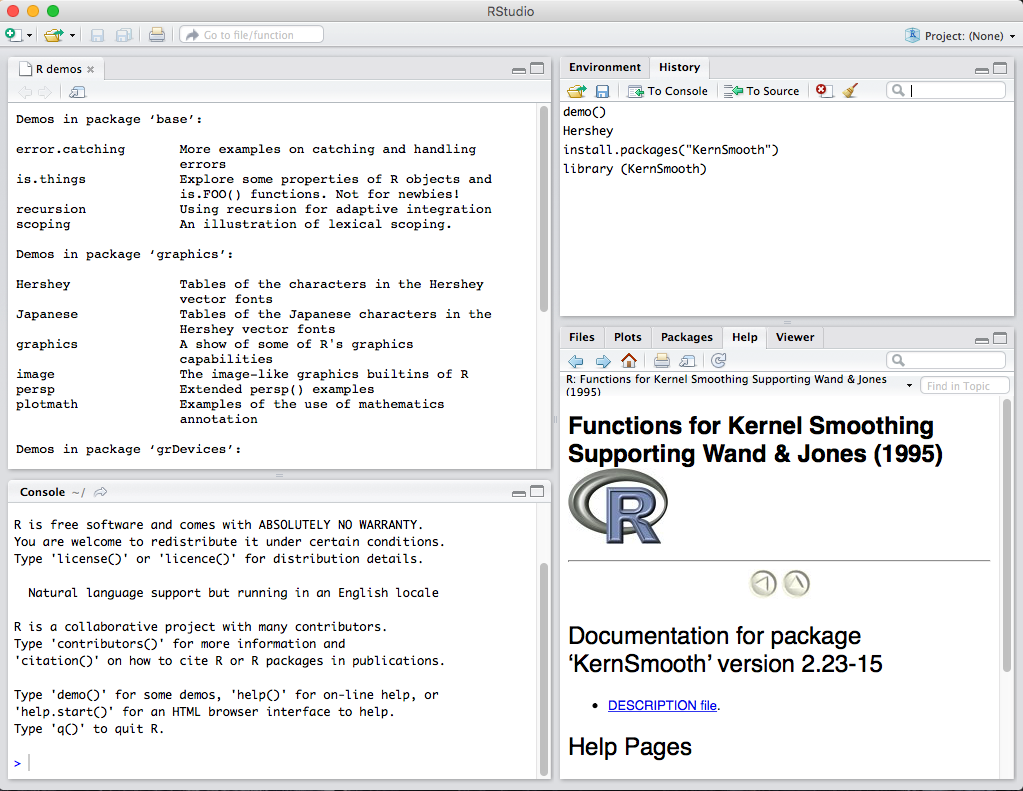 RStudio
Go to file/function
Project: (None)
R demos
Demos in package ‘base’:
error.catching More examples on catching and handling
errors
is.things Explore some properties of R objects and
is.FOO() functions. Not for newbies!
recursion Using recursion for adaptive integration
scoping An illustration of lexical scoping.
Demos in package ‘graphics’:
Hershey Tables of the characters in the Hershey
vector fonts
Japanese Tables of the Japanese characters in the
Hershey vector fonts
graphics A show of some of R's graphics
capabilities
image The image-like graphics builtins of R
persp Extended persp() examples
plotmath Examples of the use of mathematics
annotation
Demos in package ‘grDevices’:
Console ~/
R is free software and comes with ABSOLUTELY NO WARRANTY.
You are welcome to redistribute it under certain conditions.
Type 'license()' or 'licence()' for distribution details.
Natural language support but running in an English locale
R is a collaborative project with many contributors.
Type 'contributors()' for more information and
'citation()' on how to cite R or R packages in publications.
Type 'demo()' for some demos, 'help()' for on-line help, or
'help.start()' for an HTML browser interface to help.
Type 'q()' to quit R.
>
Environment History
To Console To Source
demo()
Hershey
install.packages("KernSmooth")
library (KernSmooth)
Files Plots Packages Help Viewer
R: Functions for Kernel Smoothing Supporting Wand & Jones
(1995)
Find in Topic
Functions for Kernel Smoothing
Supporting Wand & Jones (1995)
R
Documentation for package
‘KernSmooth’ version 2.23-15
• DESCRIPTION file.
Help Pages